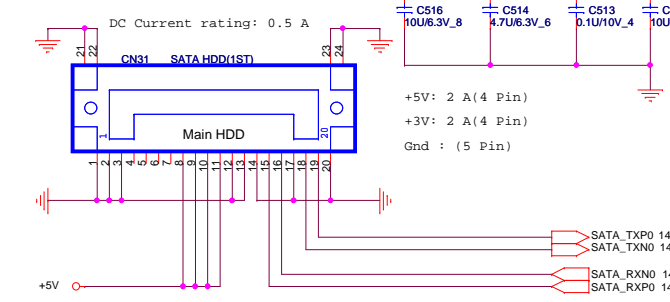 C516
10U/6.3V_8
C514
4.7U/6.3V_6
C513
0.1U/10V_4
DC Current rating: 0.5 A
21
22
23
24
CN31 SATA HDD(1ST)
+5V: 2 A(4 Pin)
+3V: 2 A(4 Pin)
Gnd : (5 Pin)
1
20
Main HDD
1 2 3 4 5 6 7 8 9 10 11 12 13 14 15 16 17 18 19 20
SATA_TXP0 14
SATA_TXN0 14
SATA_RXN0 14
SATA_RXP0 14
+5V